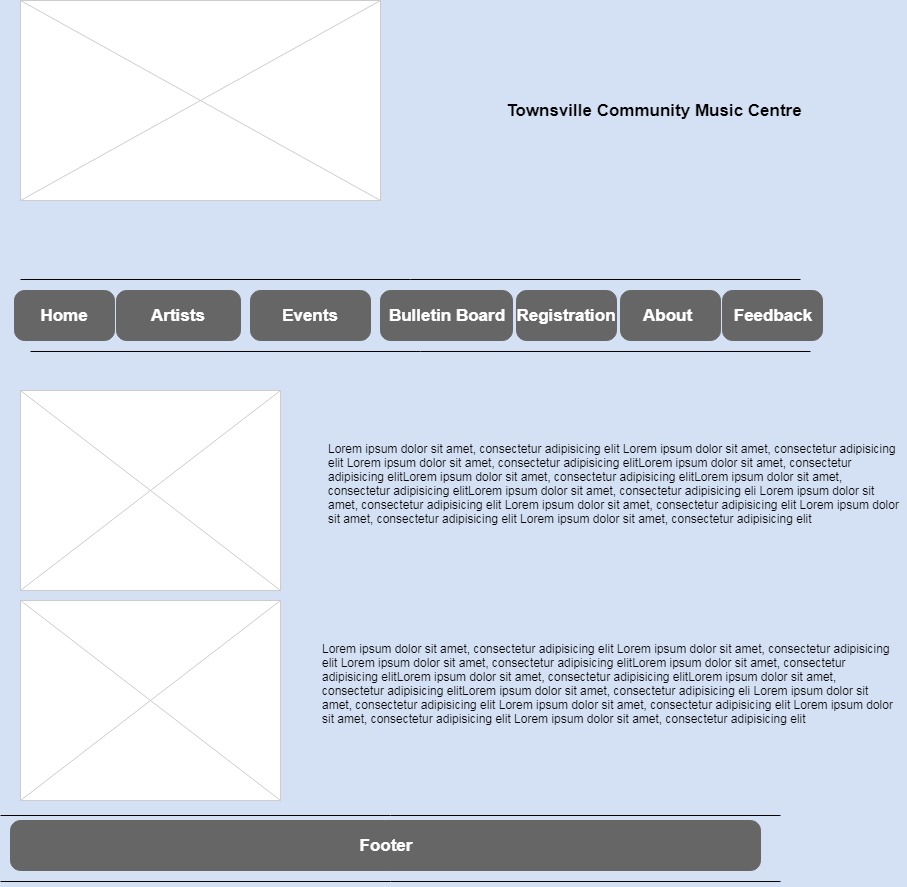 Townsville Community Music Centre
Home Artists Events Bulletin Board Registration About Feedback
Lorem ipsum dolor sit amet, consectetur adipisicing elit Lorem ipsum dolor sit amet, consectetur adipisicing
elit Lorem ipsum dolor sit amet, consectetur adipisicing elitLorem ipsum dolor sit amet, consectetur
adipisicing elitLorem ipsum dolor sit amet, consectetur adipisicing elitLorem ipsum dolor sit amet,
consectetur adipisicing elitLorem ipsum dolor sit amet, consectetur adipisicing eli Lorem ipsum dolor sit
amet, consectetur adipisicing elit Lorem ipsum dolor sit amet, consectetur adipisicing elit Lorem ipsum dolor
sit amet, consectetur adipisicing elit Lorem ipsum dolor sit amet, consectetur adipisicing elit
Lorem ipsum dolor sit amet, consectetur adipisicing elit Lorem ipsum dolor sit amet, consectetur adipisicing
elit Lorem ipsum dolor sit amet, consectetur adipisicing elitLorem ipsum dolor sit amet, consectetur
adipisicing elitLorem ipsum dolor sit amet, consectetur adipisicing elitLorem ipsum dolor sit amet,
consectetur adipisicing elitLorem ipsum dolor sit amet, consectetur adipisicing eli Lorem ipsum dolor sit
amet, consectetur adipisicing elit Lorem ipsum dolor sit amet, consectetur adipisicing elit Lorem ipsum dolor
sit amet, consectetur adipisicing elit Lorem ipsum dolor sit amet, consectetur adipisicing elit
Footer